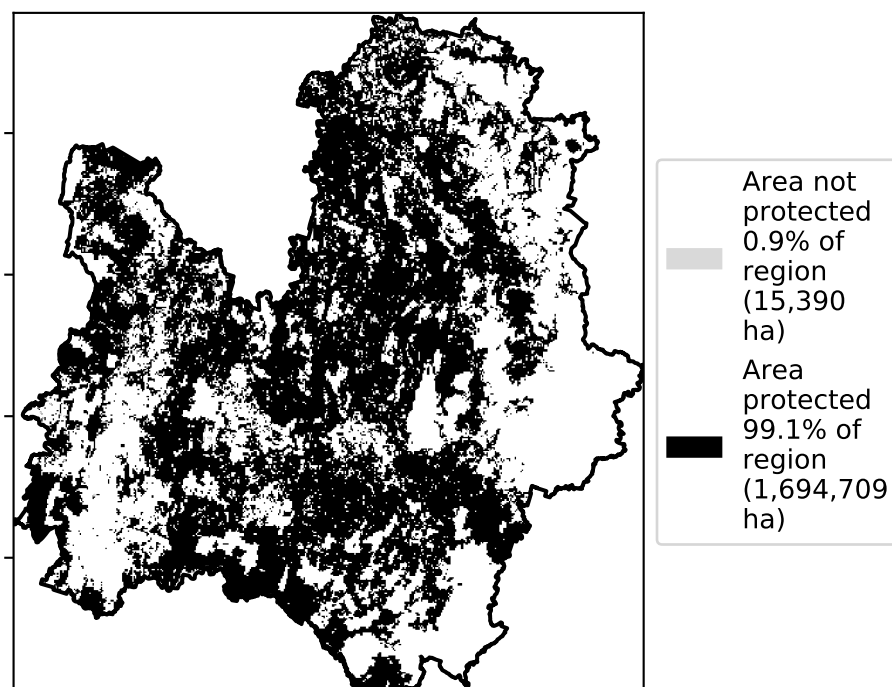 Area not
protected
0.9% of
region
(15,390
ha)
Area
protected
99.1% of
region
(1,694,709
ha)